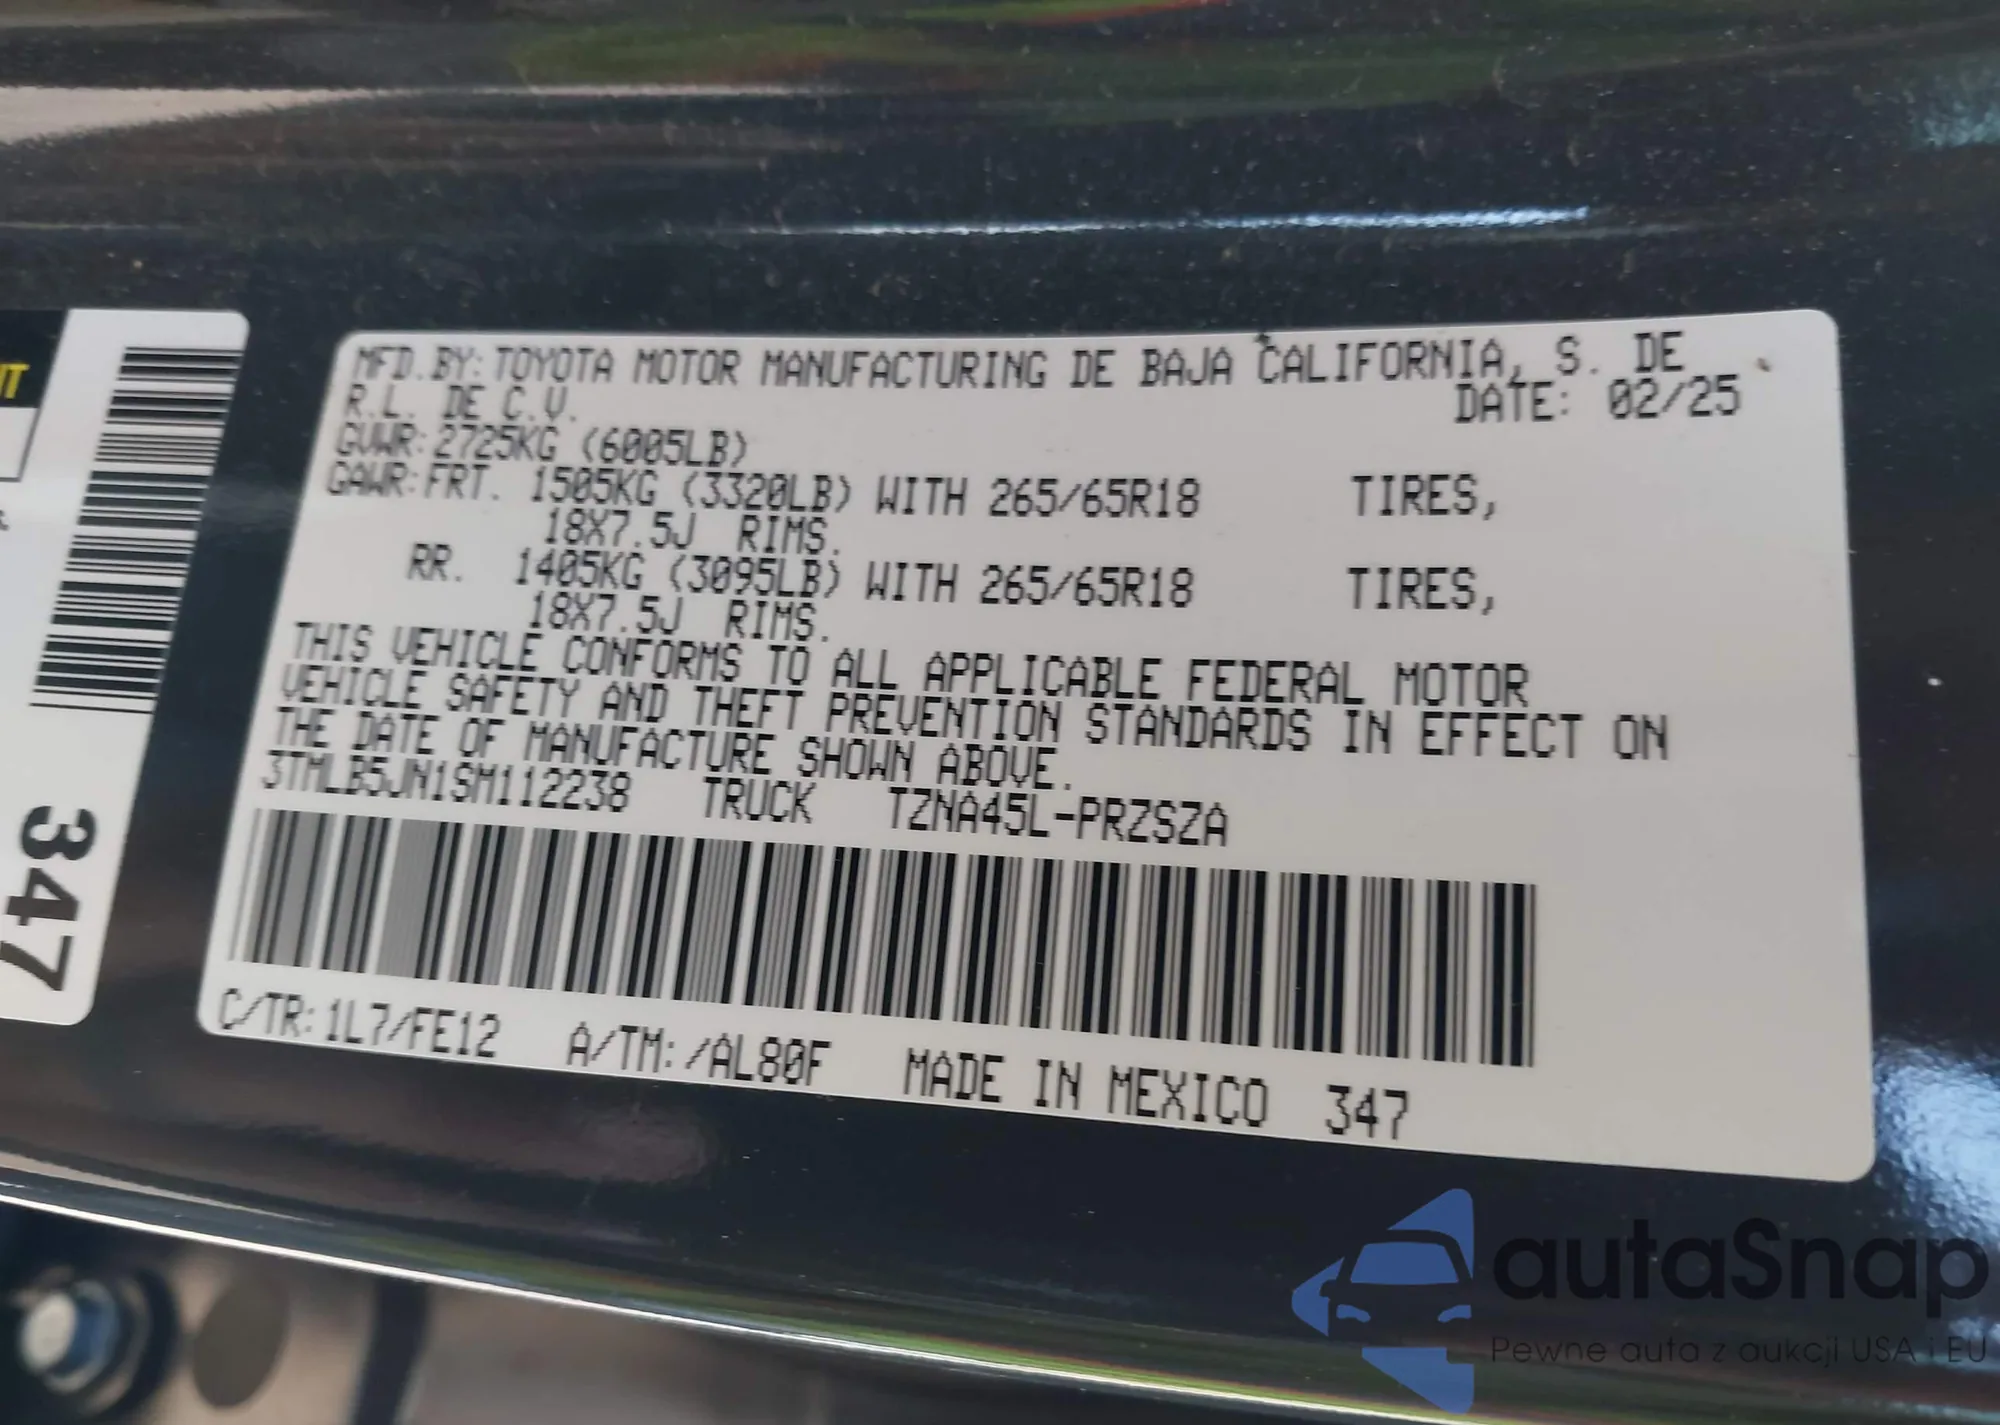 MFD.BY:TOYOTA MOTOR MANUFACTURING DE BAJA CALIFORNIA, S. DE
R.L. DE C.V.
DATE: 02/25
GVWR:2725KG (6005LB)
GAWR:FRT. 1505KG (3320LB) WITH 265/65R18 TIRES,
18X7.5J RIMS.
RR. 1405KG (3095LB) WITH 265/65R18 TIRES,
18X7.5J RIMS.
THIS VEHICLE CONFORMS TO ALL APPLICABLE FEDERAL MOTOR
VEHICLE SAFETY AND THEFT PREVENTION STANDARDS IN EFFECT ON
THE DATE OF MANUFACTURE SHOWN ABOVE.
3TMLB5JN1SM112238 TRUCK TZNA45L-PRZSZA
C/TR:1L7/FE12 A/TM:/AL80F MADE IN MEXICO 347
347
autaSnap
Pewne auta z aukcji USA i EU